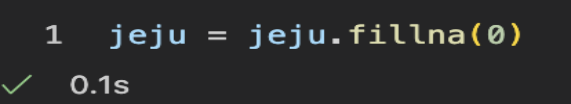 1 jeju = jeju.fillna(0)
0.1s